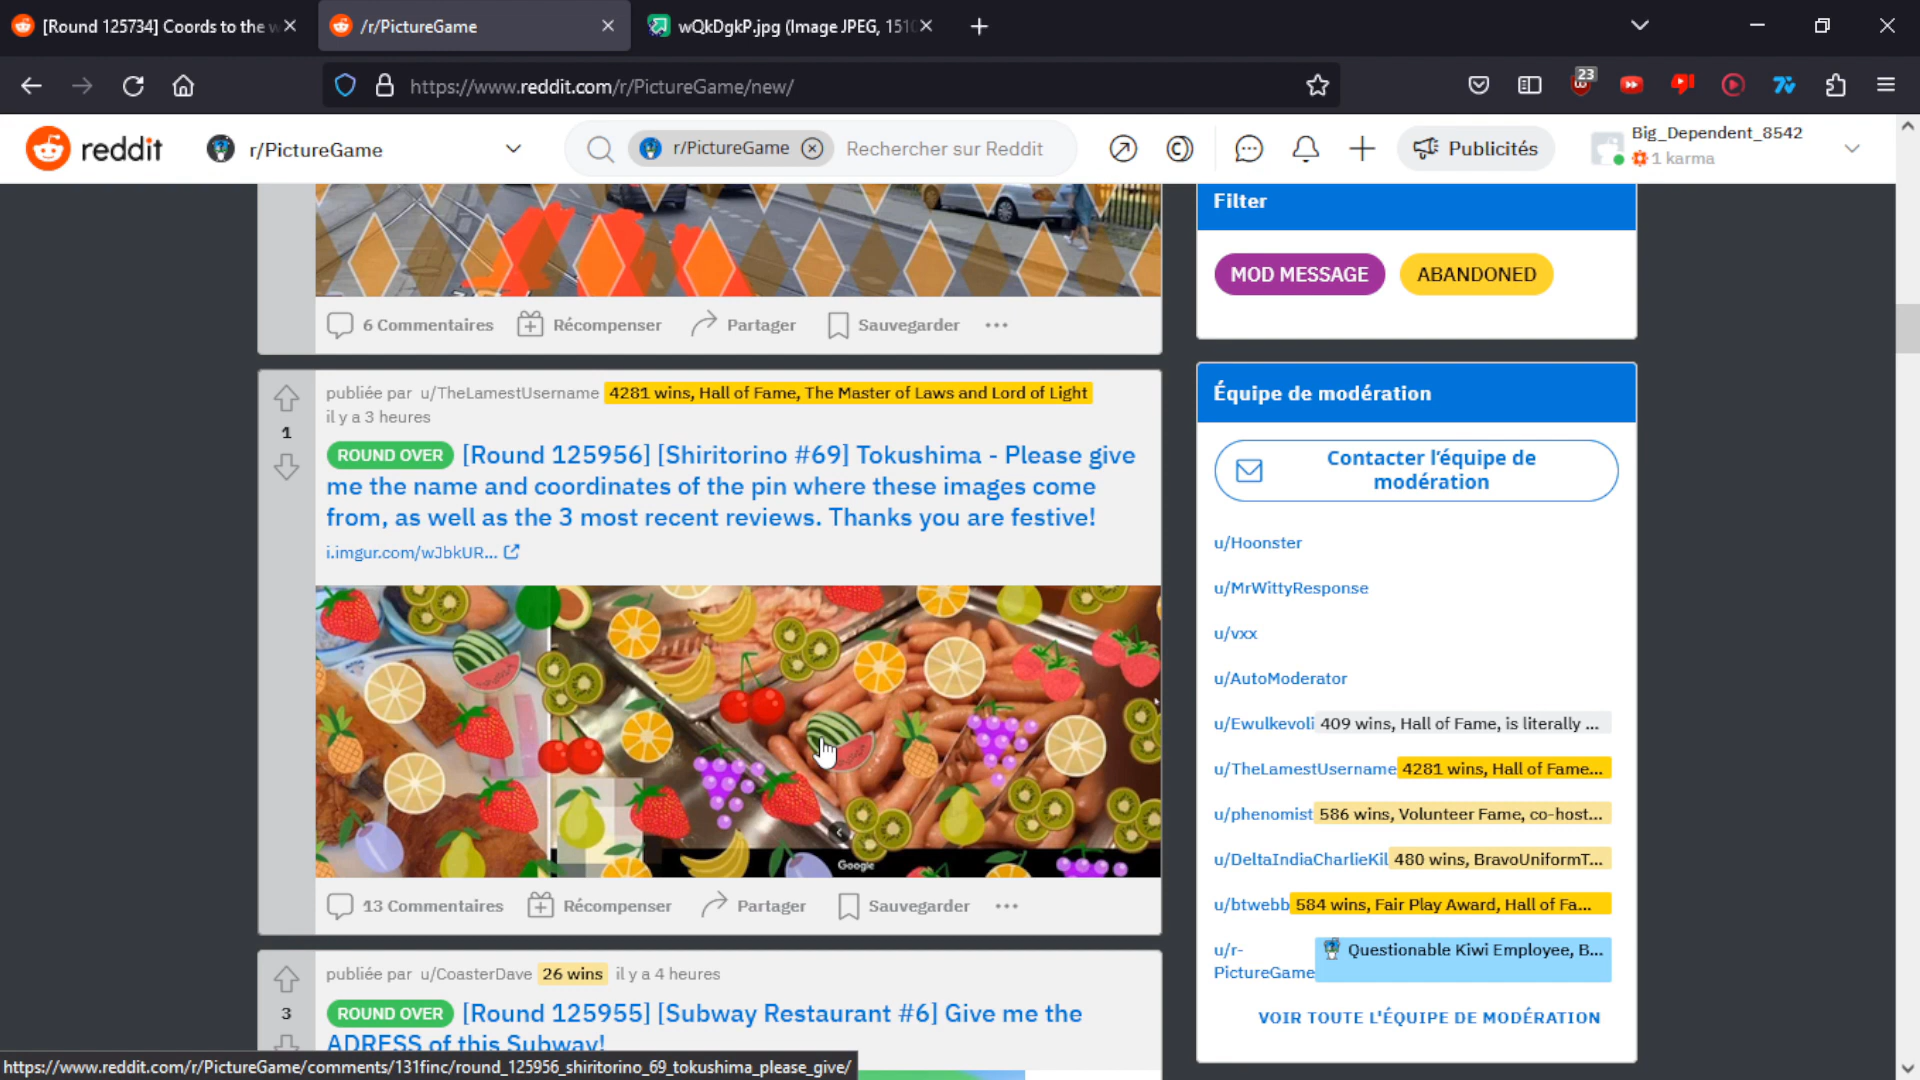 [Round 125734] Coords to the w
/r/PictureGame
wQkDgkP.jpg (Image JPEG, 151
https://www.reddit.com/r/PictureGame/new/
23
reddit
r/PictureGame
r/PictureGame
Rechercher sur Reddit
Publicités
Big_Dependent_8542
1 karma
6 Commentaires
Récompenser
Partager
Sauvegarder
1
publiée par u/TheLamestUsername 4281 wins, Hall of Fame, The Master of Laws and Lord of Light
il y a 3 heures
ROUND OVER [Round 125956] [Shiritorino #69] Tokushima - Please give
me the name and coordinates of the pin where these images come
from, as well as the 3 most recent reviews. Thanks you are festive!
i.imgur.com/wJbkUR...
Google
13 Commentaires
Récompenser
Partager
Sauvegarder
3
publiée par u/CoasterDave 26 wins il y a 4 heures
ROUND OVER [Round 125955] [Subway Restaurant #6] Give me the
ADRESS of this Subway!
Filter
MOD MESSAGE
ABANDONED
Équipe de modération
Contacter l'équipe de
modération
u/Hoonster
u/MrWittyResponse
u/vxx
u/AutoModerator
u/Ewulkevoli 409 wins, Hall of Fame, is literally ...
u/TheLamestUsername 4281 wins, Hall of Fame...
u/phenomist 586 wins, Volunteer Fame, co-host...
u/DeltaIndiaCharlieKil 480 wins, BravoUniformT...
u/btwebb 584 wins, Fair Play Award, Hall of Fa...
u/r-
PictureGame
Questionable Kiwi Employee, B...
VOIR TOUTE L'ÉQUIPE DE MODÉRATION
https://www.reddit.com/r/PictureGame/comments/131finc/round_125956_shiritorino_69_tokushima_please_give/